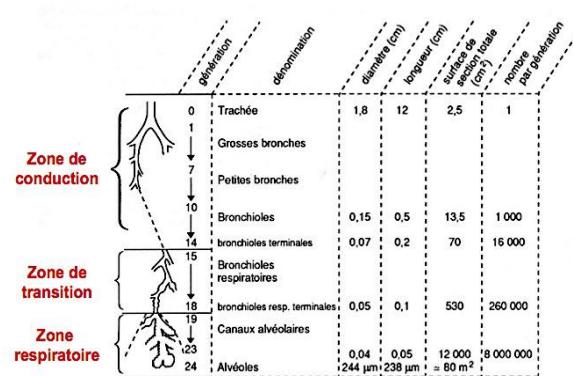 génération
dénomination
diamètre (cm)
longueur (cm)
surface de
section totale
(cm²)
nombre
par génération
0 Trachée 1,8 12 2,5 1
1
Grosses bronches
Zone de
conduction
7
Petites bronches
10
Bronchioles 0,15 0,5 13,5 1 000
14 bronchioles terminales 0,07 0,2 70 16 000
15
Bronchioles
respiratoires
Zone de
transition
18 bronchioles resp. terminales 0,05 0,1 530 260 000
19
Canaux alvéolaires
Zone
respiratoire
23 0,04 0,05 12 000 8 000 000
24 Alvéoles 244 µm 238 µm ≃ 80 m²